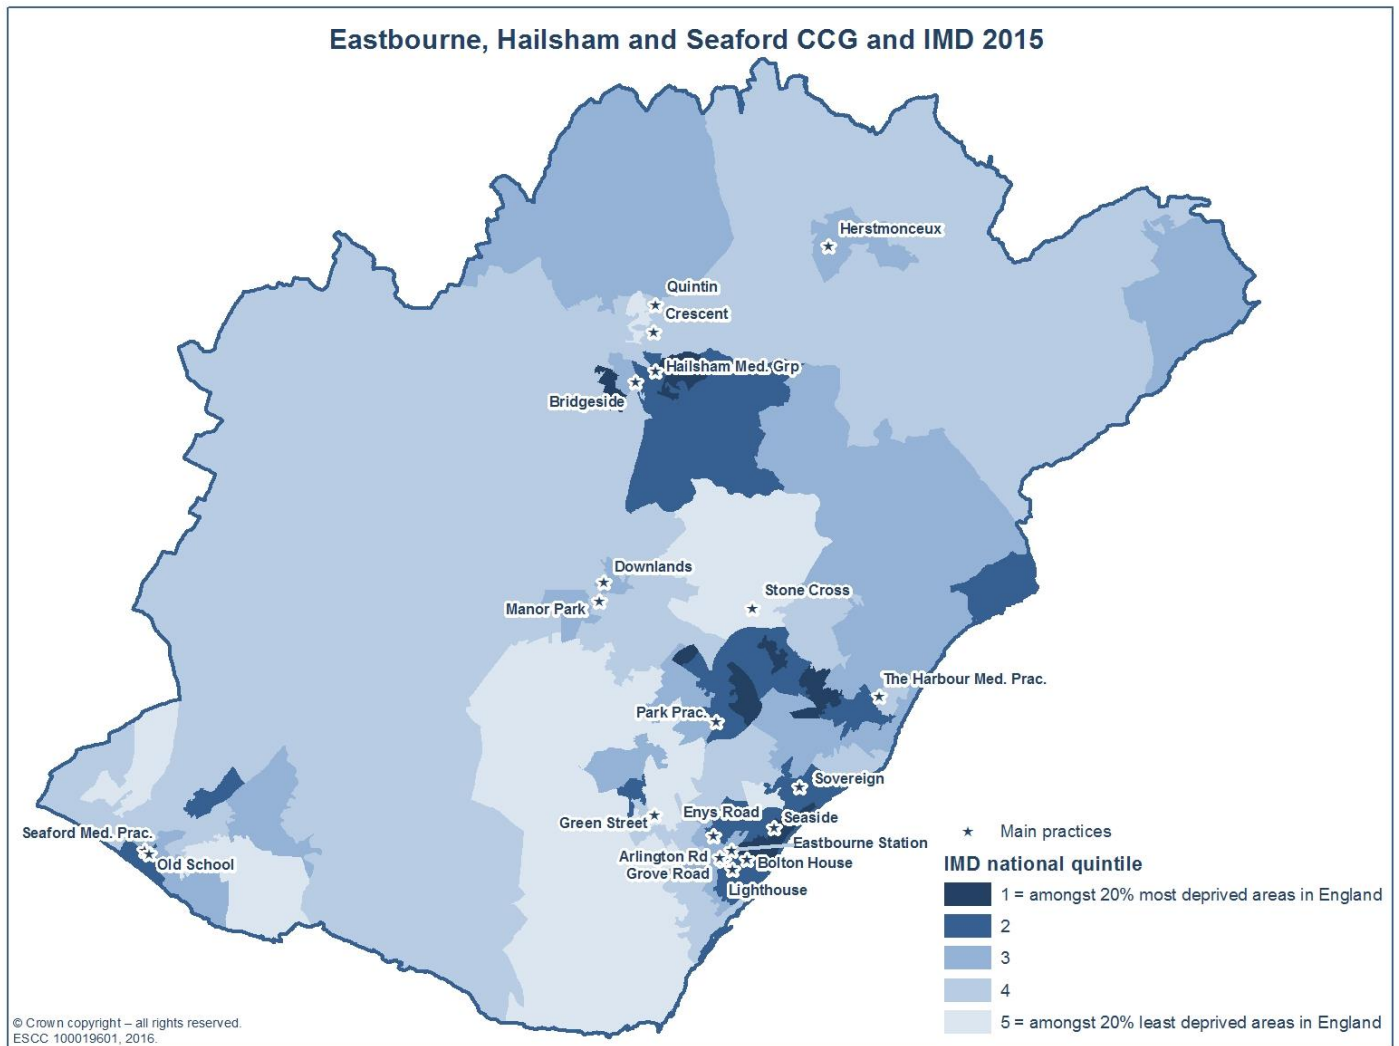 Eastbourne, Hailsham and Seaford CCG and IMD 2015
Herstmonceux
Quintin
Crescent
Hailsham Med. Grp
Bridgeside
Downlands
Stone Cross
Manor Park
The Harbour Med. Prac.
Park Prac.
Sovereign
Enys Road
Seaside
Green Street
Seaford Med. Prac.
Old School
Eastbourne Station
Arlington Rd
Bolton House
Grove Road
Lighthouse
Main practices
IMD national quintile
1 = amongst 20% most deprived areas in England
2
3
4
5 = amongst 20% least deprived areas in England
© Crown copyright – all rights reserved.
ESCC 100019601, 2016.